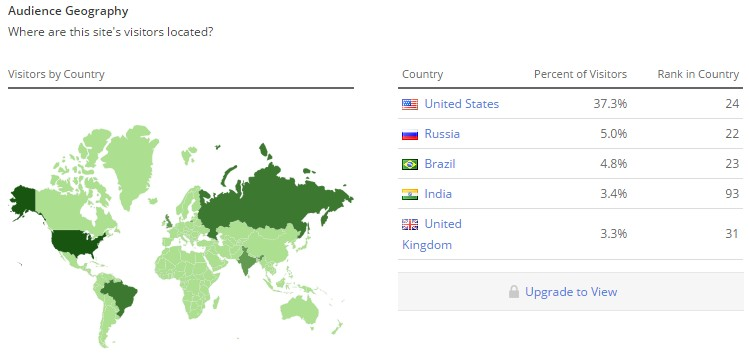 Audience Geography
Where are this site's visitors located?
Visitors by Country
Country Percent of Visitors Rank in Country
United States 37.3% 24
Russia 5.0% 22
Brazil 4.8% 23
India 3.4% 93
United
Kingdom 3.3% 31
Upgrade to View